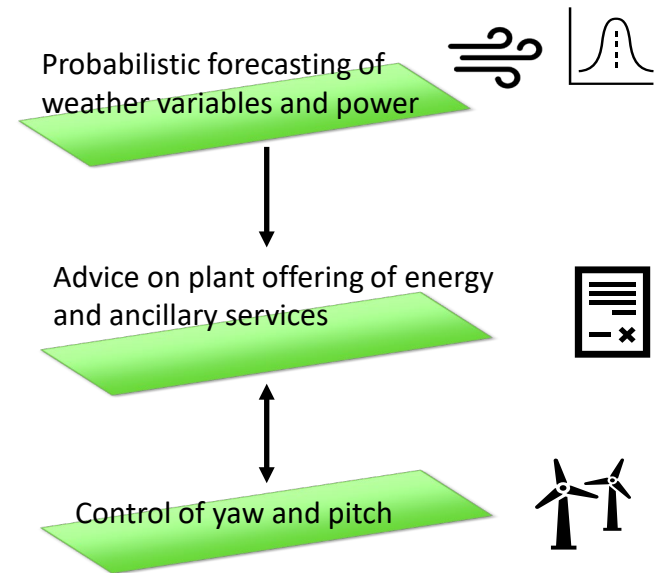 Probabilistic forecasting of
weather variables and power
Advice on plant offering of energy
and ancillary services
Control of yaw and pitch